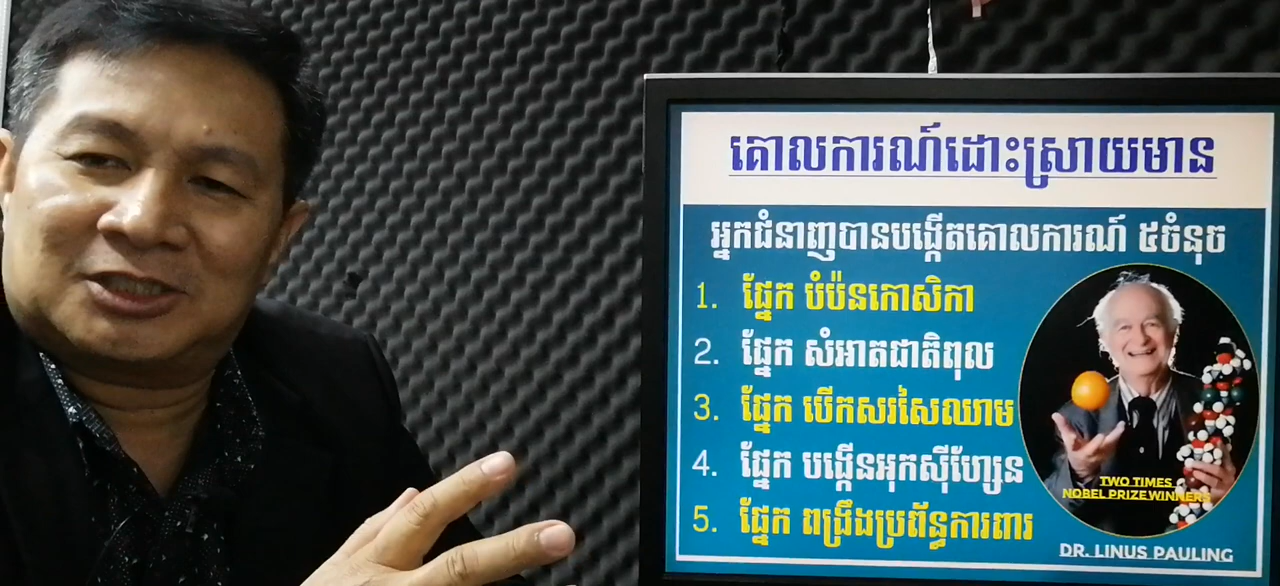 គោលការណ៍ដោះស្រាយមាន
អ្នកជំនាញបានបង្កើតគោលការណ៍ ៥ចំនុច
1. ផ្នែក បំប៉នកោសិកា
2. ផ្នែក សំអាតជាតិពុល
3. ផ្នែក បើកសរសៃឈាម
4. ផ្នែក បង្កើនអុកស៊ីហ្សែន
5. ផ្នែក ពង្រឹងប្រព័ន្ធការពារ
TWO TIMES
NOBEL PRIZE WINNERS
DR. LINUS PAULING